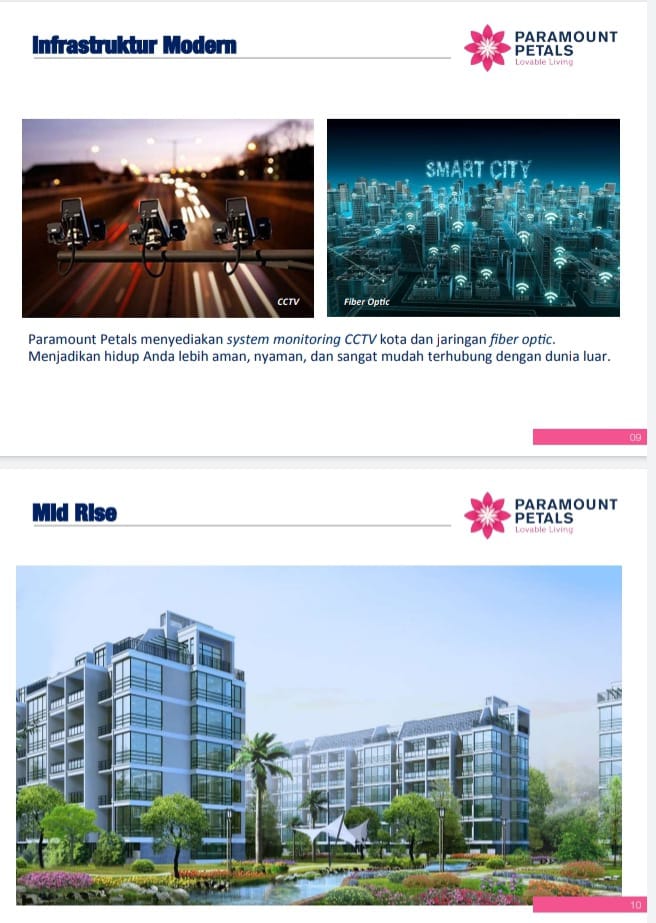 Infrastruktur Modern
PARAMOUNT
PETALS
Lovable Living
SMART CITY
CCTV
Fiber Optic
Paramount Petals menyediakan system monitoring CCTV kota dan jaringan fiber optic.
Menjadikan hidup Anda lebih aman, nyaman, dan sangat mudah terhubung dengan dunia luar.
09
Mid Rise
PARAMOUNT
PETALS
Lovable Living
10